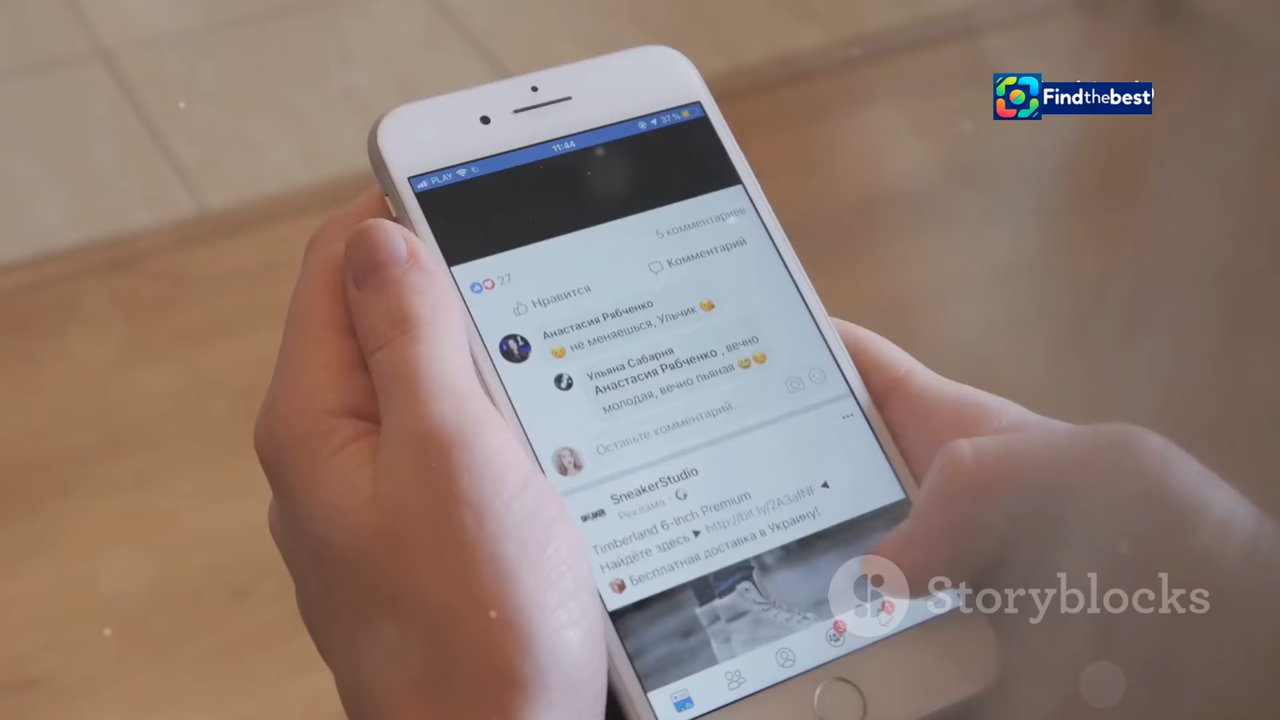 Findthebest
PLAY
11:44
37 %
5 комментариев
27
Нравится
Комментарий
Анастасия Рябченко
не меняешься, Ульчик
Ульяна Сабарня
Анастасия Рябченко , вечно
молодая, вечно пьяная
Оставьте комментарий...
SneakerStudio
Реклама
Timberland 6-Inch Premium
Найдёте здесь ► http://bit.ly/2A3afNF ◄
Бесплатная доставка в Украину!
Storyblocks